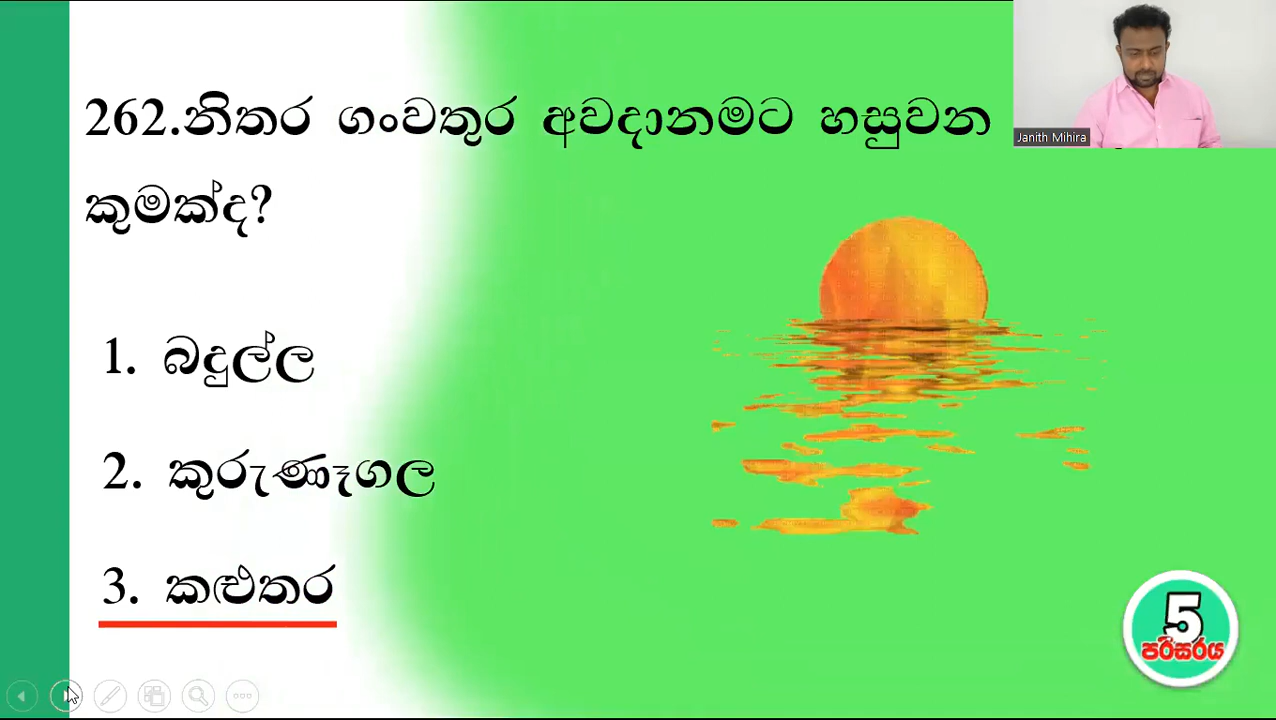 262.නිතර ගංවතුර අවදානමට හසුවන
කුමක්ද?
1. බදුල්ල
2. කුරුණෑගල
3. කළුතර
Janith Mihira
5
පරිසරය